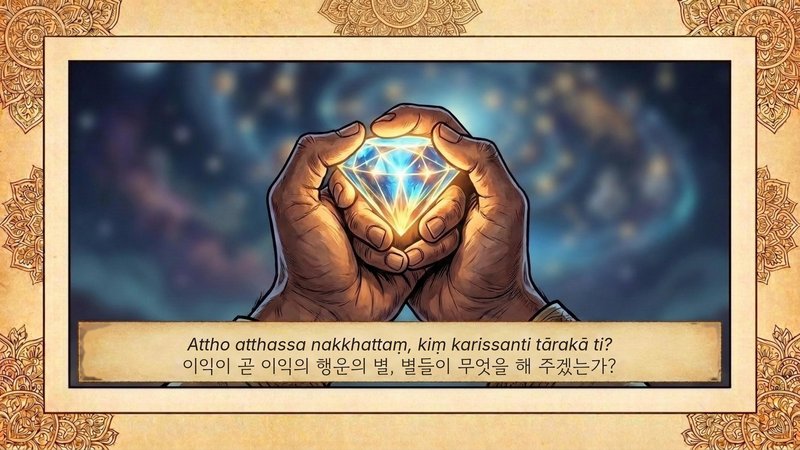 Attho atthassa nakkhattaṃ, kiṃ karissanti tārakā ti?
이익이 곧 이익의 행운의 별, 별들이 무엇을 해 주겠는가?